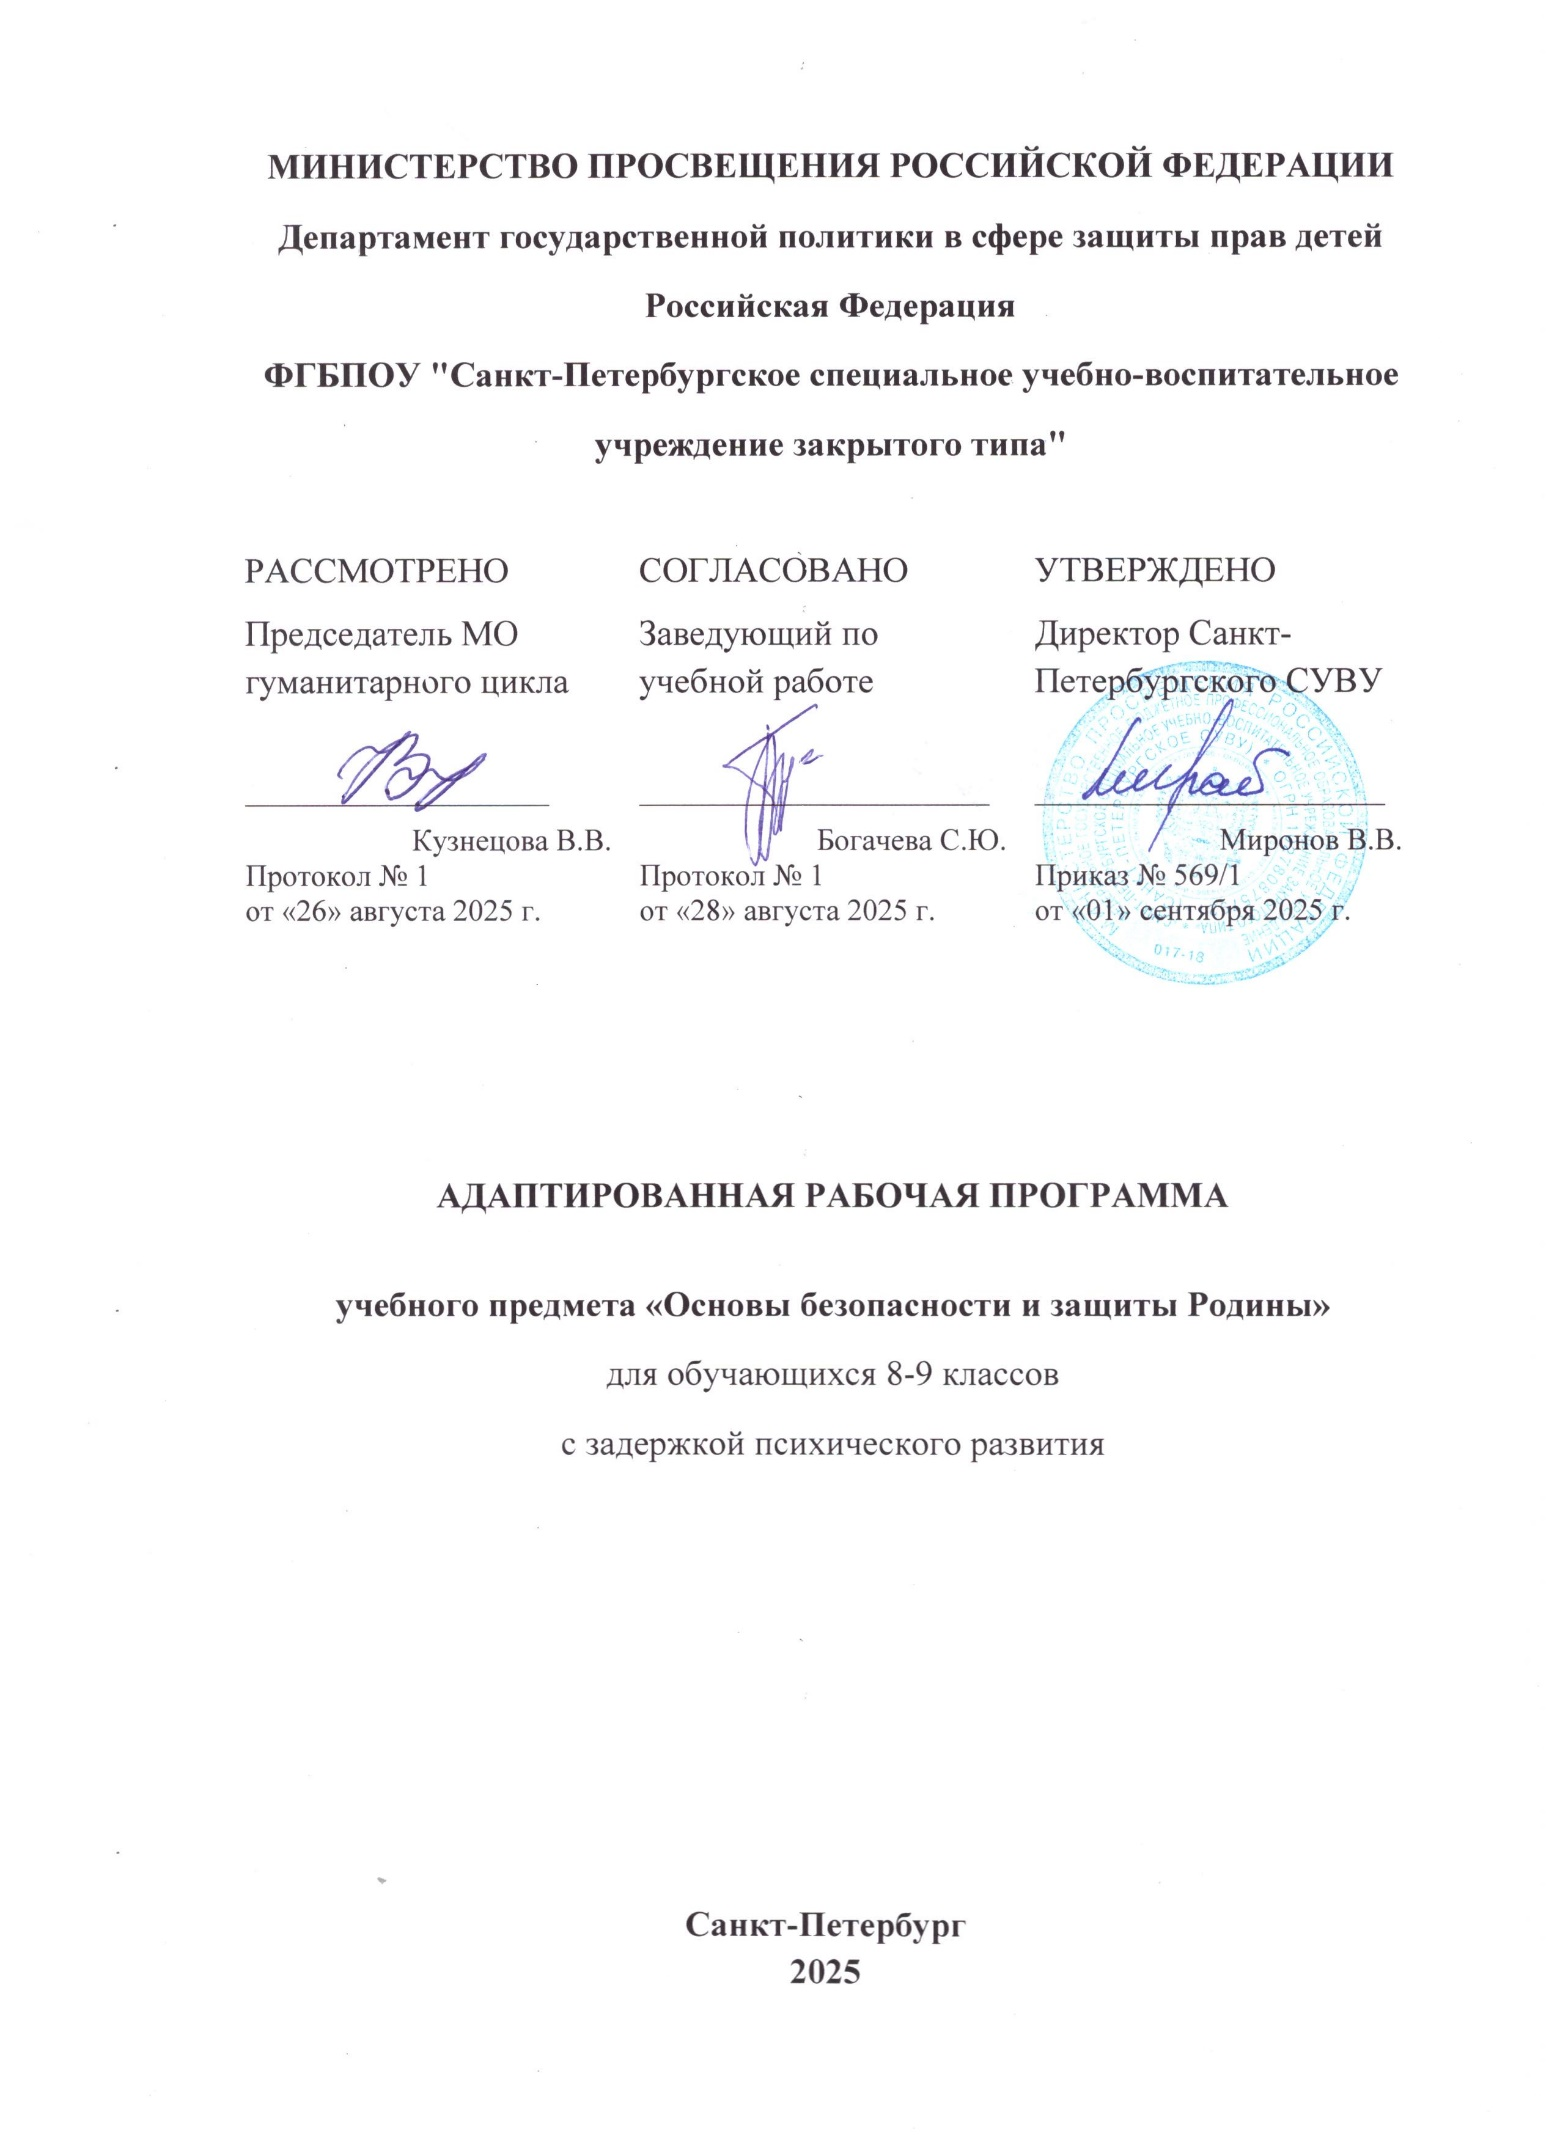 МИНИСТЕРСТВО ПРОСВЕЩЕНИЯ РОССИЙСКОЙ ФЕДЕРАЦИИ
Департамент государственной политики в сфере защиты прав детей
Российская Федерация
ФГБПОУ "Санкт-Петербургское специальное учебно-воспитательное
учреждение закрытого типа"
РАССМОТРЕНО
Председатель МО
гуманитарного цикла
Кузнецова В.В.
Протокол № 1
от «26» августа 2025 г.
СОГЛАСОВАНО
Заведующий по
учебной работе
Богачева С.Ю.
Протокол № 1
от «28» августа 2025 г.
УТВЕРЖДЕНО
Директор Санкт-
Петербургского СУВУ
Миронов В.В.
Приказ № 569/1
от «01» сентября 2025 г.
017-18
АДАПТИРОВАННАЯ РАБОЧАЯ ПРОГРАММА
учебного предмета «Основы безопасности и защиты Родины»
для обучающихся 8-9 классов
с задержкой психического развития
Санкт-Петербург
2025